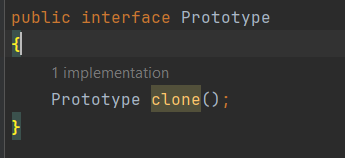 public interface Prototype
{
1 implementation
Prototype clone();
}